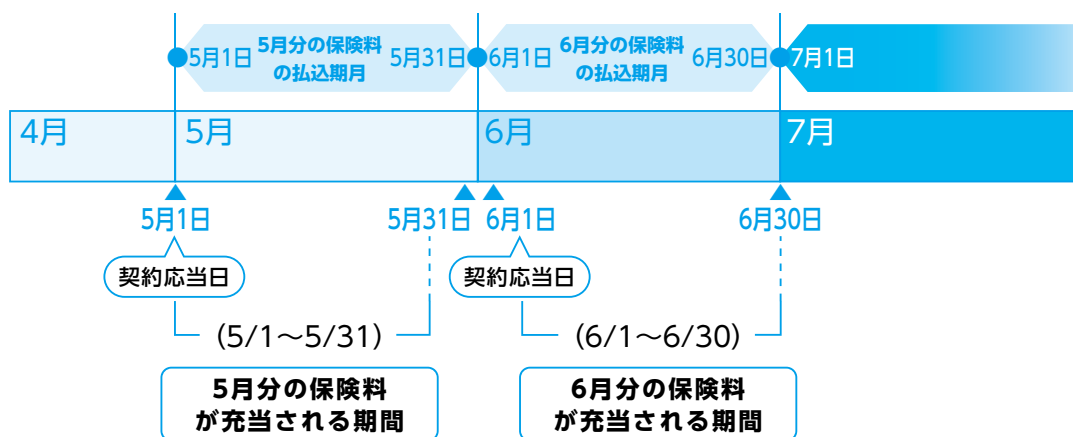 5月1日 5月分の保険料の払込期月 5月31日
6月1日 6月分の保険料の払込期月 6月30日
7月1日
4月 5月 6月 7月
5月1日 5月31日 6月1日 6月30日
契約応当日 契約応当日
(5/1〜5/31) (6/1〜6/30)
5月分の保険料
が充当される期間
6月分の保険料
が充当される期間